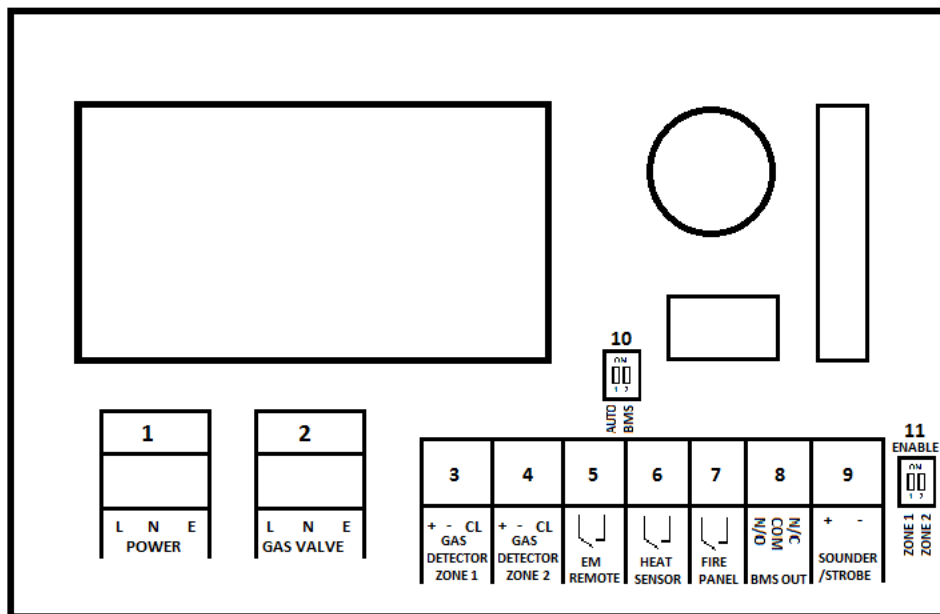 10
ON
1 2
AUTO
BMS
1
L N E
POWER
2
L N E
GAS VALVE
3
+ - CL
GAS
DETECTOR
ZONE 1
4
+ - CL
GAS
DETECTOR
ZONE 2
5
EM
REMOTE
6
HEAT
SENSOR
7
FIRE
PANEL
8
N/O
COM
N/C
BMS OUT
9
+ -
SOUNDER
/STROBE
11
ENABLE
ON
1 2
ZONE 1
ZONE 2